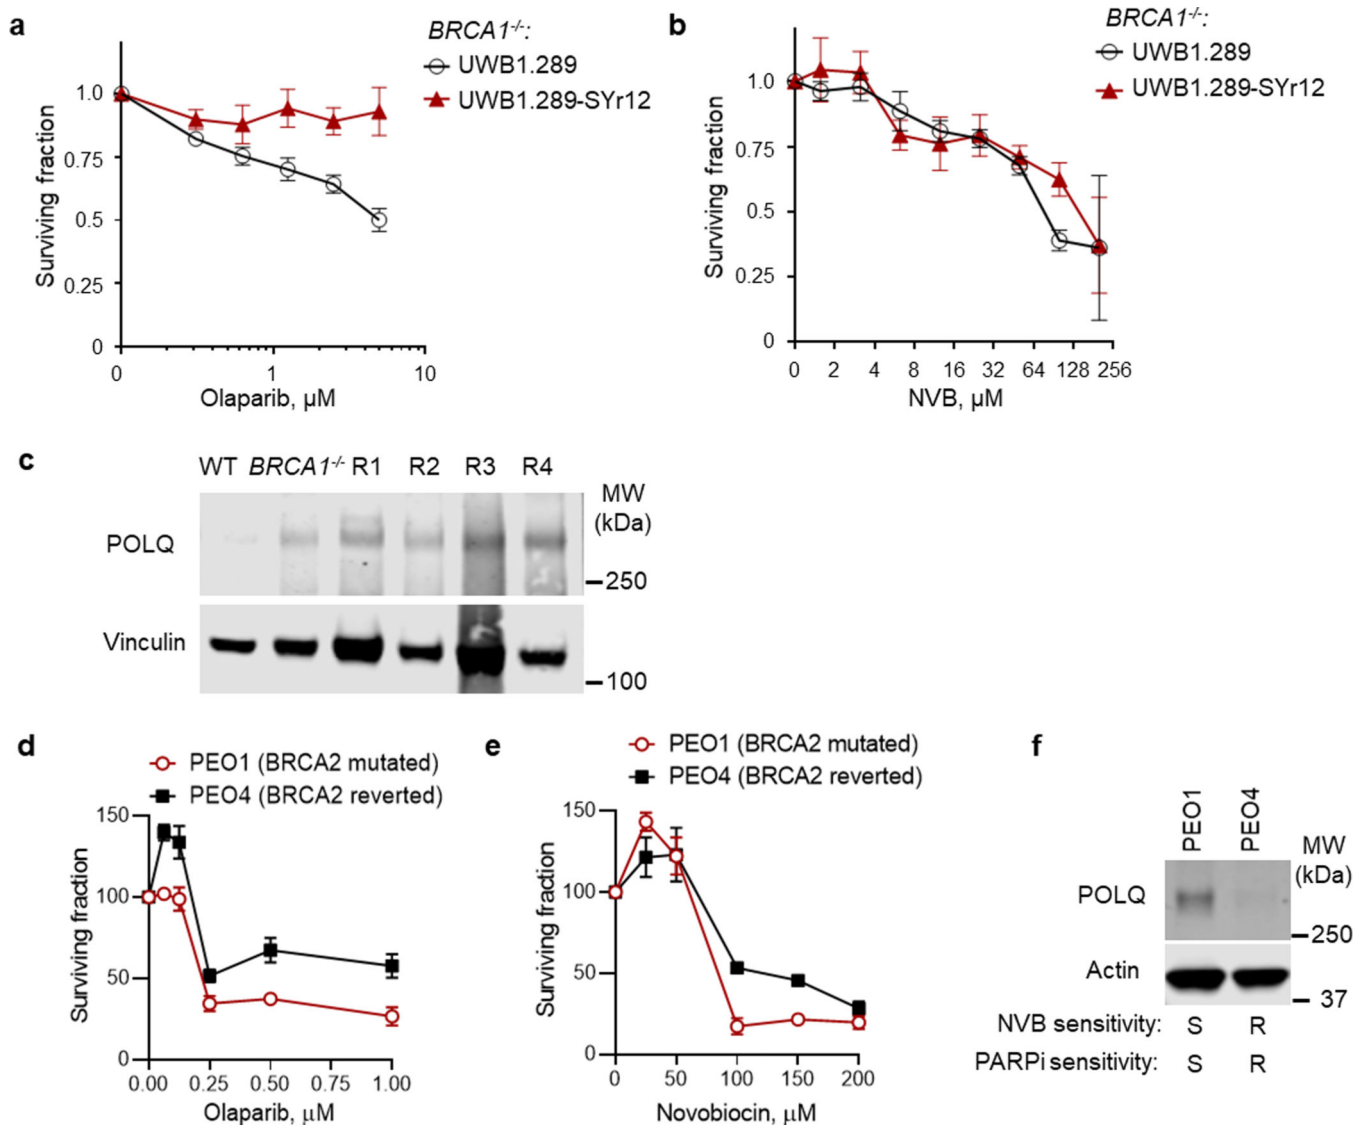 a
BRCA1-/-:
UWB1.289
UWB1.289-SYr12
Surviving fraction
1.0
0.75
0.5
0.25
0
0 1 10
Olaparib, µM
b
BRCA1-/-:
UWB1.289
UWB1.289-SYr12
Surviving fraction
1.0
0.75
0.5
0.25
0
0 2 4 8 16 32 64 128 256
NVB, µM
c
WT BRCA1-/- R1 R2 R3 R4
MW
(kDa)
POLQ
250
Vinculin
100
d
PEO1 (BRCA2 mutated)
PEO4 (BRCA2 reverted)
Surviving fraction
150
100
50
0
0.00 0.25 0.50 0.75 1.00
Olaparib, µM
e
PEO1 (BRCA2 mutated)
PEO4 (BRCA2 reverted)
Surviving fraction
150
100
50
0
0 50 100 150 200
Novobiocin, µM
f
PEO1
PEO4
MW
(kDa)
POLQ
250
Actin
37
NVB sensitivity: S R
PARPi sensitivity: S R